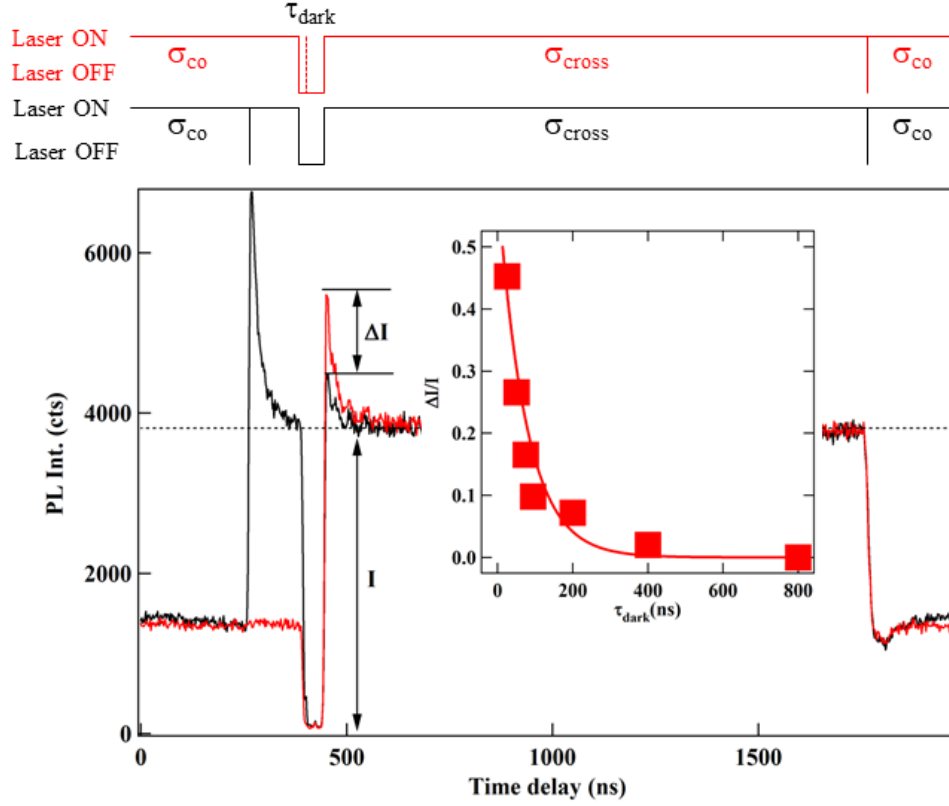 τdark
Laser ON
σco
σcross
σco
Laser OFF
Laser ON
σco
σcross
σco
Laser OFF
PL Int. (cts)
6000
4000
2000
0
ΔI
I
ΔI/I
0.5
0.4
0.3
0.2
0.1
0.0
0 200 400 600 800
τdark(ns)
0 500 1000 1500
Time delay (ns)